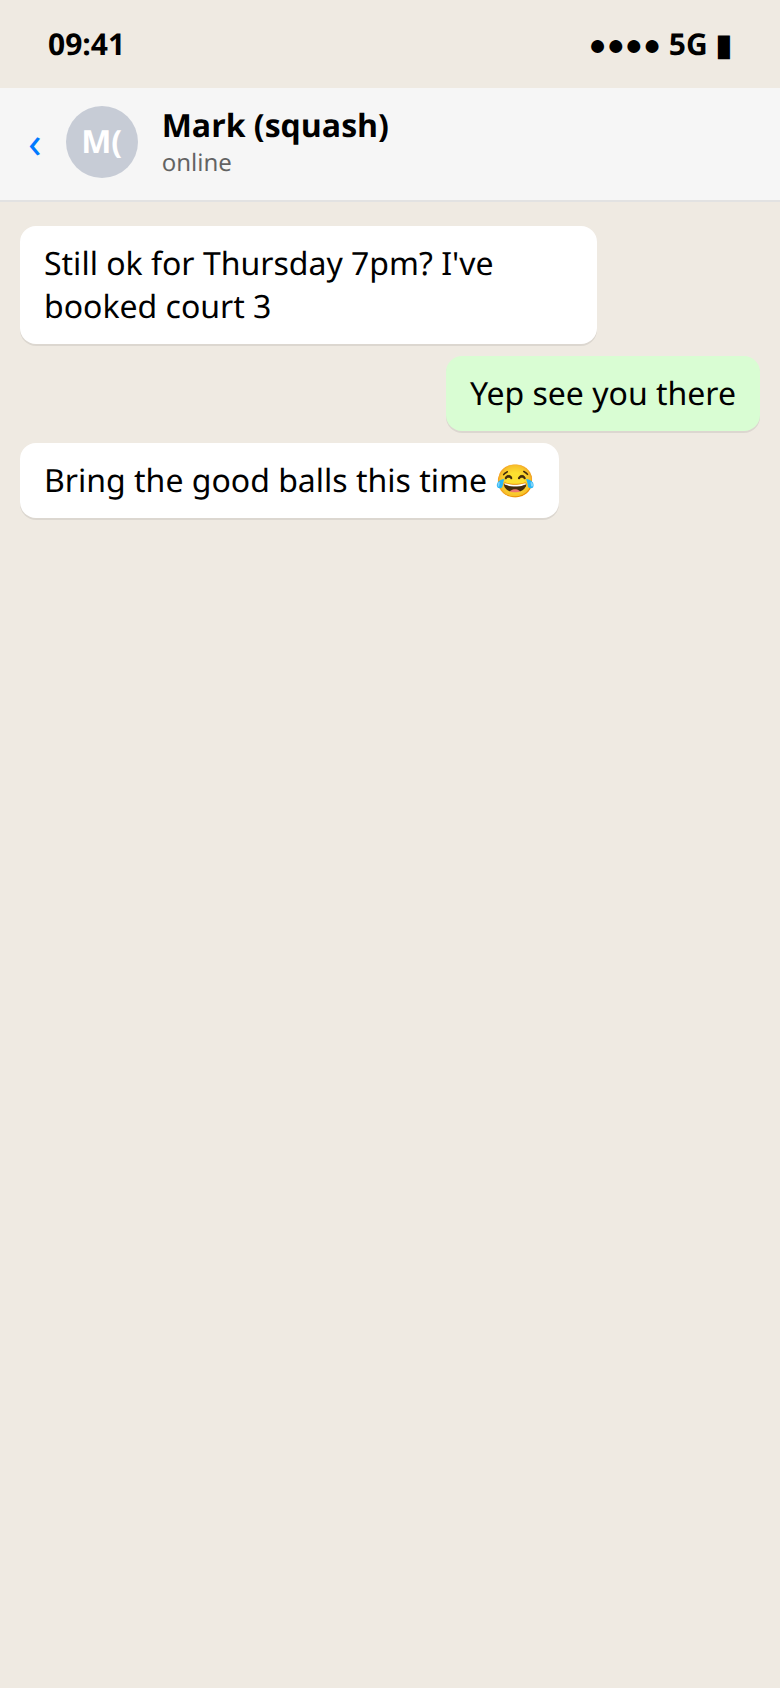 09:41
●●●● 5G ▮
‹
M(
Mark (squash)
online
Still ok for Thursday 7pm? I've
booked court 3
Yep see you there
Bring the good balls this time 😂